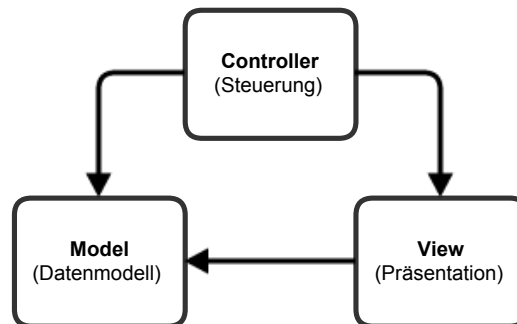 Controller
(Steuerung)
Model
(Datenmodell)
View
(Präsentation)